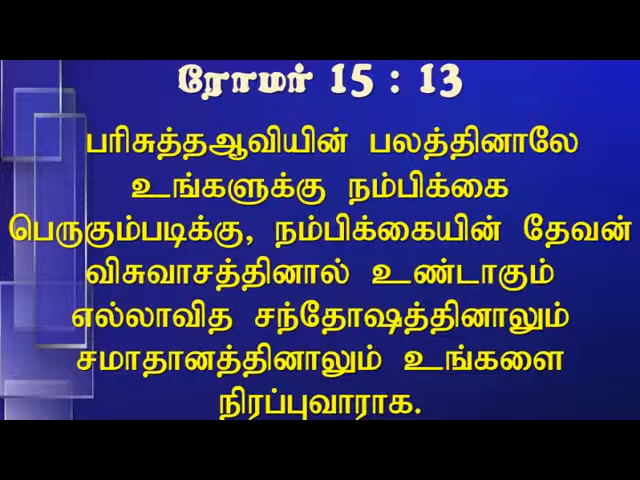 ரோமர் 15 : 13
பரிசுத்தஆவியின் பலத்தினாலே
உங்களுக்கு நம்பிக்கை
பெருகும்படிக்கு, நம்பிக்கையின் தேவன்
விசுவாசத்தினால் உண்டாகும்
எல்லாவித சந்தோஷத்தினாலும்
சமாதானத்தினாலும் உங்களை
நிரப்புவாராக.